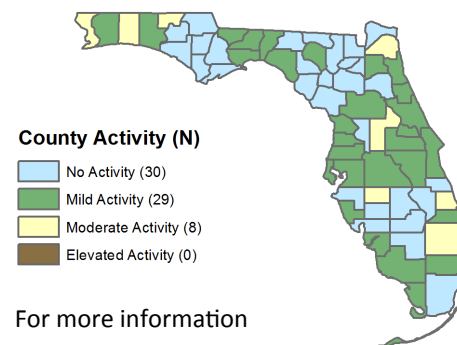 County Activity (N)
No Activity (30)
Mild Activity (29)
Moderate Activity (8)
Elevated Activity (0)
For more information